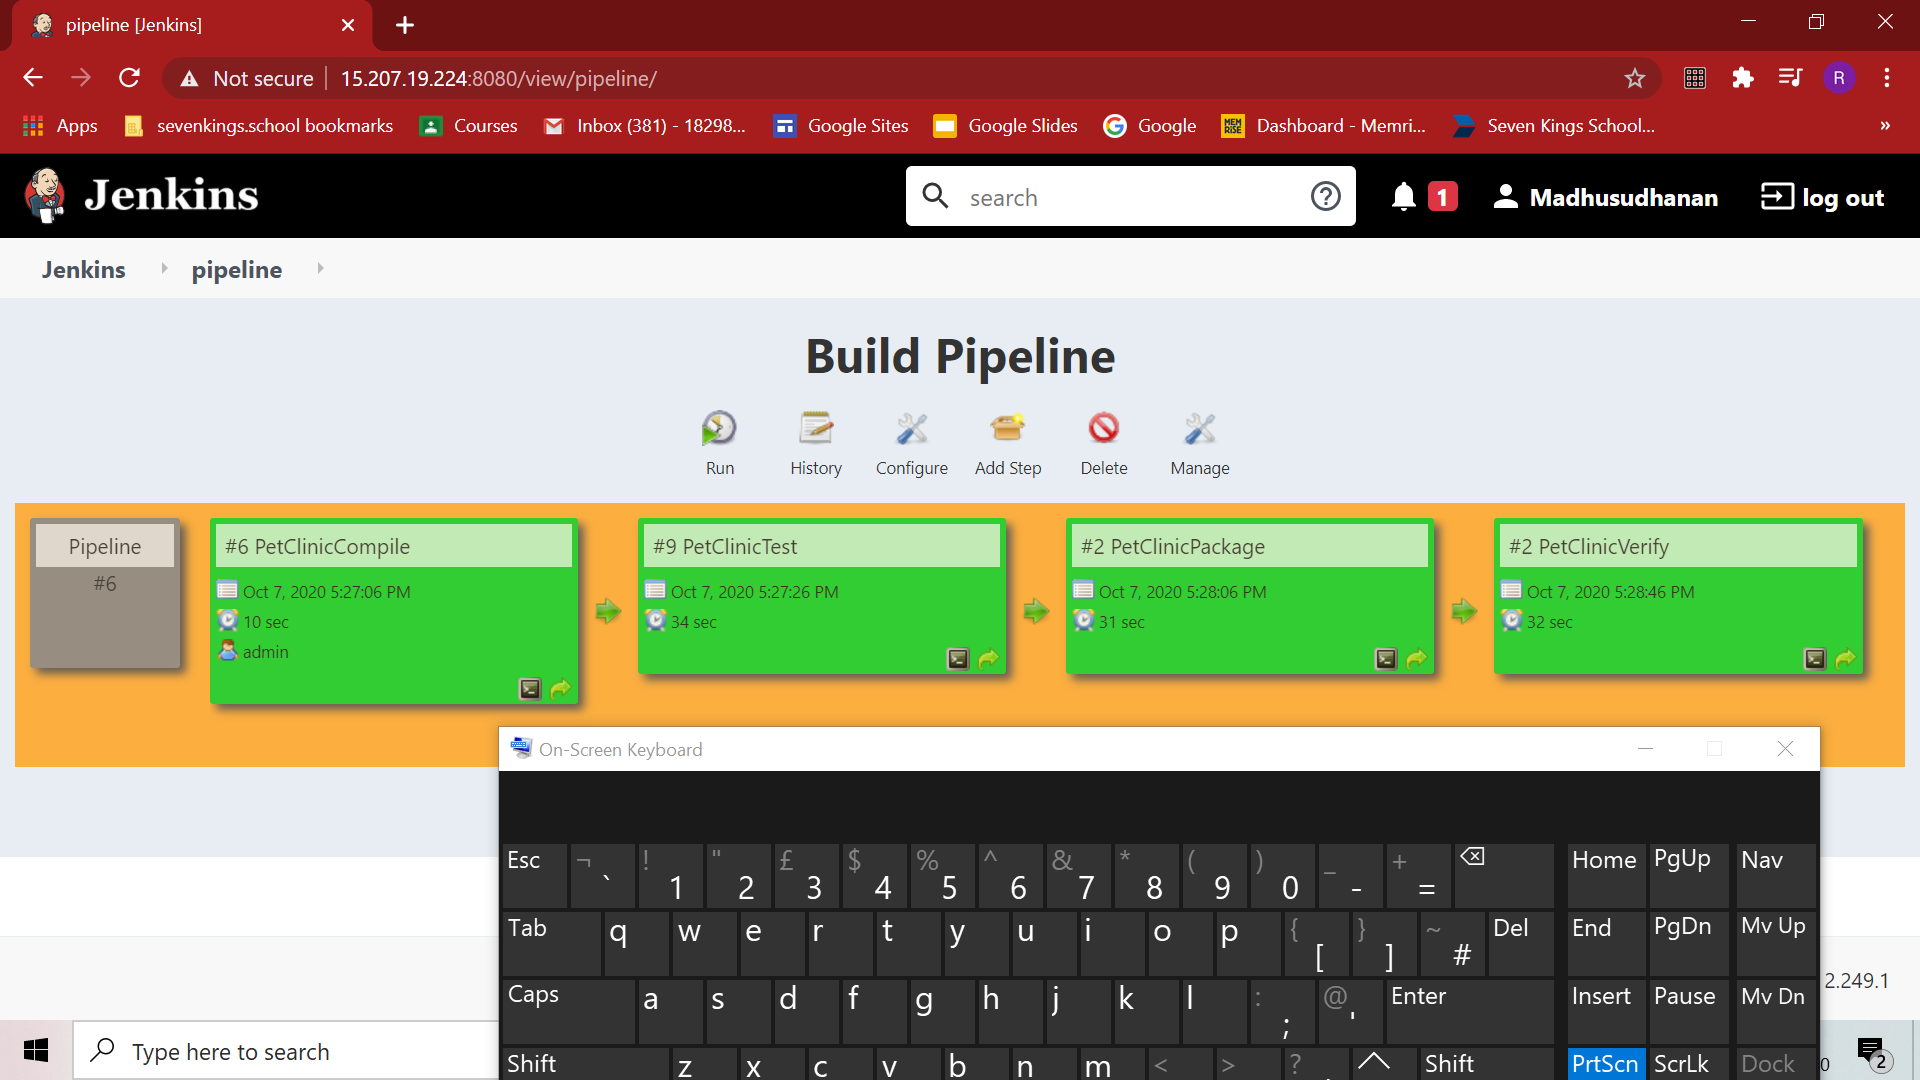 pipeline [Jenkins]
Not secure 15.207.19.224:8080/view/pipeline/
R
Apps sevenkings.school bookmarks Courses Inbox (381) - 18298... Google Sites Google Slides Google Dashboard - Memri... Seven Kings School... »
Jenkins search 1 Madhusudhanan log out
Jenkins pipeline
Build Pipeline
Run History Configure Add Step Delete Manage
Pipeline
#6
#6 PetClinicCompile
Oct 7, 2020 5:27:06 PM
10 sec
admin
#9 PetClinicTest
Oct 7, 2020 5:27:26 PM
34 sec
#2 PetClinicPackage
Oct 7, 2020 5:28:06 PM
31 sec
#2 PetClinicVerify
Oct 7, 2020 5:28:46 PM
32 sec
On-Screen Keyboard
Esc ¬ ` ! 1 " 2 £ 3 $ 4 % 5 ^ 6 & 7 * 8 ( 9 ) 0 _ - + = Home PgUp Nav
Tab q w e r t y u i o p { [ } ] ~ # Del End PgDn Mv Up
Caps a s d f g h j k l : ; @ ' Enter Insert Pause Mv Dn
2.249.1
Shift z x c v b n m < > ? Shift PrtScn ScrLk Dock
Type here to search
0 2